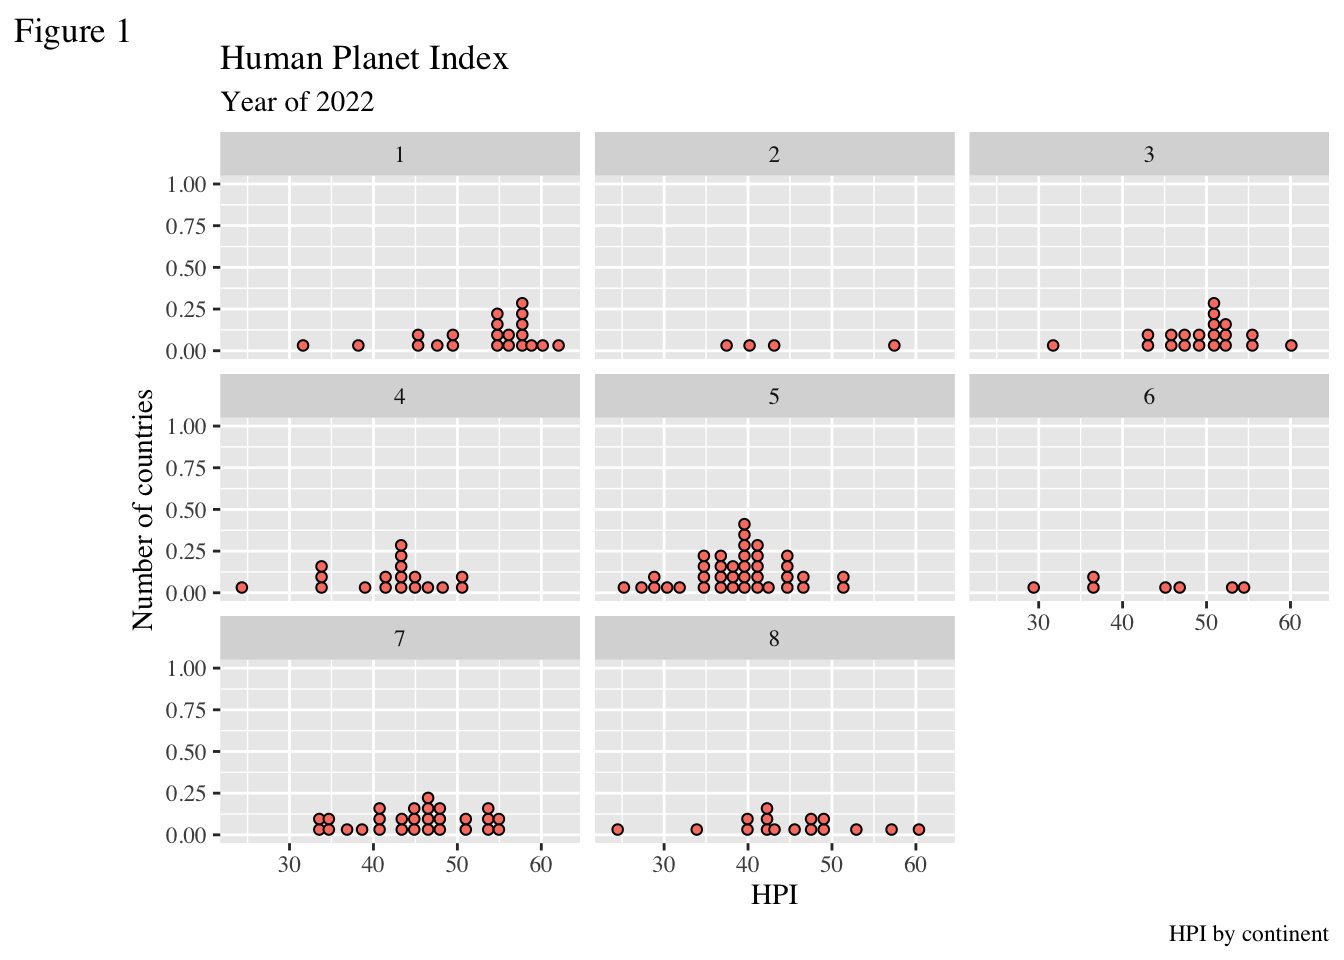 Figure 1
Human Planet Index
Year of 2022
1
2
3
1.00
0.75
0.50
0.25
0.00
4
5
6
1.00
0.75
0.50
0.25
0.00
30 40 50 60
7
8
1.00
0.75
0.50
0.25
0.00
30 40 50 60
30 40 50 60
Number of countries
HPI
HPI by continent